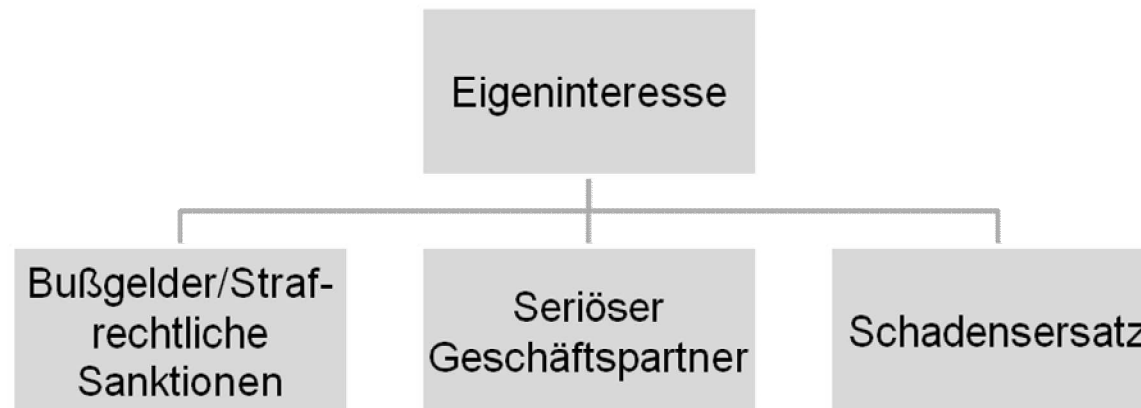 Eigeninteresse
Bußgelder/Straf-
rechtliche
Sanktionen
Seriöser
Geschäftspartner
Schadensersatz